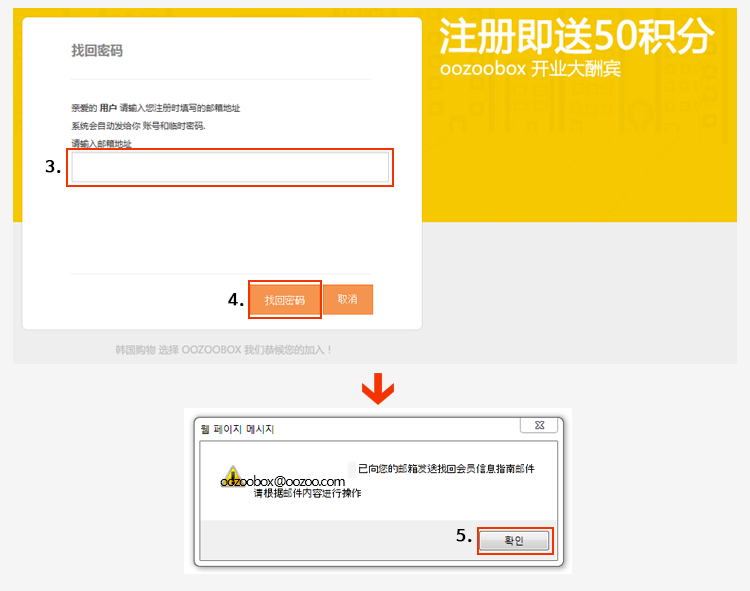 注册即送50积分
oozoobox 开业大酬宾
找回密码
亲爱的 用户 请输入您注册时填写的邮箱地址
系统会自动发给你 账号和临时密码.
请输入邮箱地址
3.
4. 找回密码 取消
韩国购物 选择 OOZOOBOX 我们恭候您的加入！
웹 페이지 메시지
已向您的邮箱发送找回会员信息指南邮件
oozoobox@oozoo.com
请根据邮件内容进行操作
5. 확인